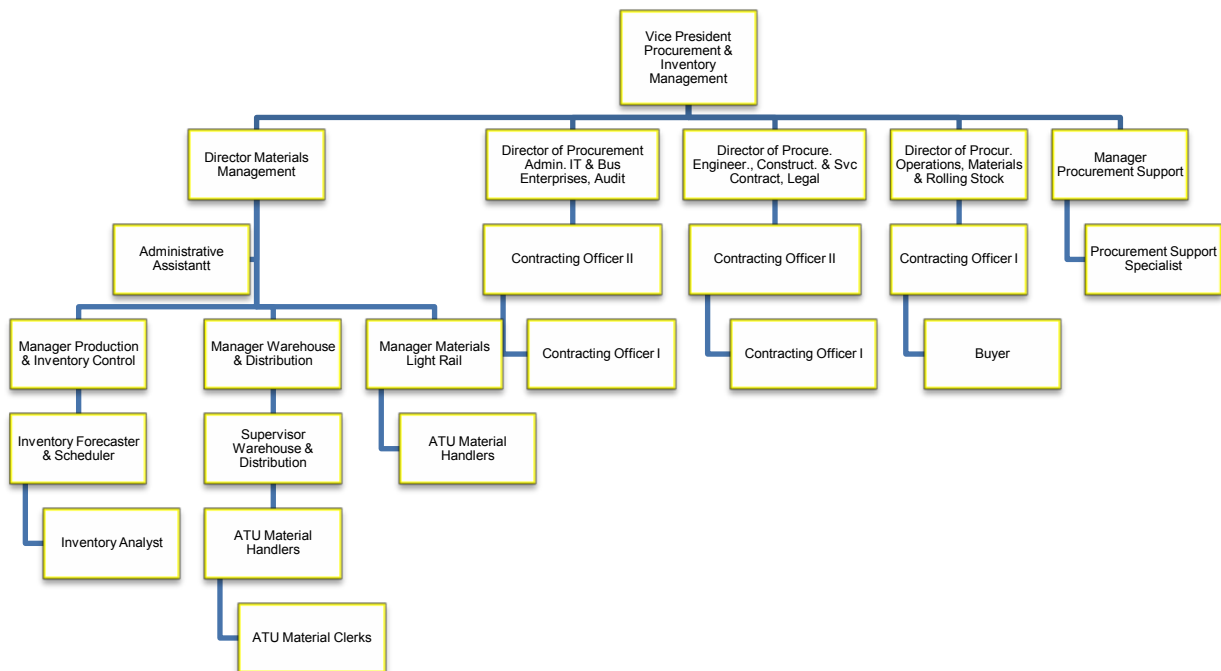 Vice President
Procurement &
Inventory
Management
Director Materials
Management
Director of Procurement
Admin. IT & Bus
Enterprises, Audit
Director of Procure.
Engineer., Construct. & Svc
Contract, Legal
Director of Procur.
Operations, Materials
& Rolling Stock
Manager
Procurement Support
Administrative
Assistantt
Contracting Officer II
Contracting Officer II
Contracting Officer I
Procurement Support
Specialist
Manager Production
& Inventory Control
Manager Warehouse
& Distribution
Manager Materials
Light Rail
Contracting Officer I
Contracting Officer I
Buyer
Inventory Forecaster
& Scheduler
Supervisor
Warehouse &
Distribution
ATU Material
Handlers
Inventory Analyst
ATU Material
Handlers
ATU Material Clerks